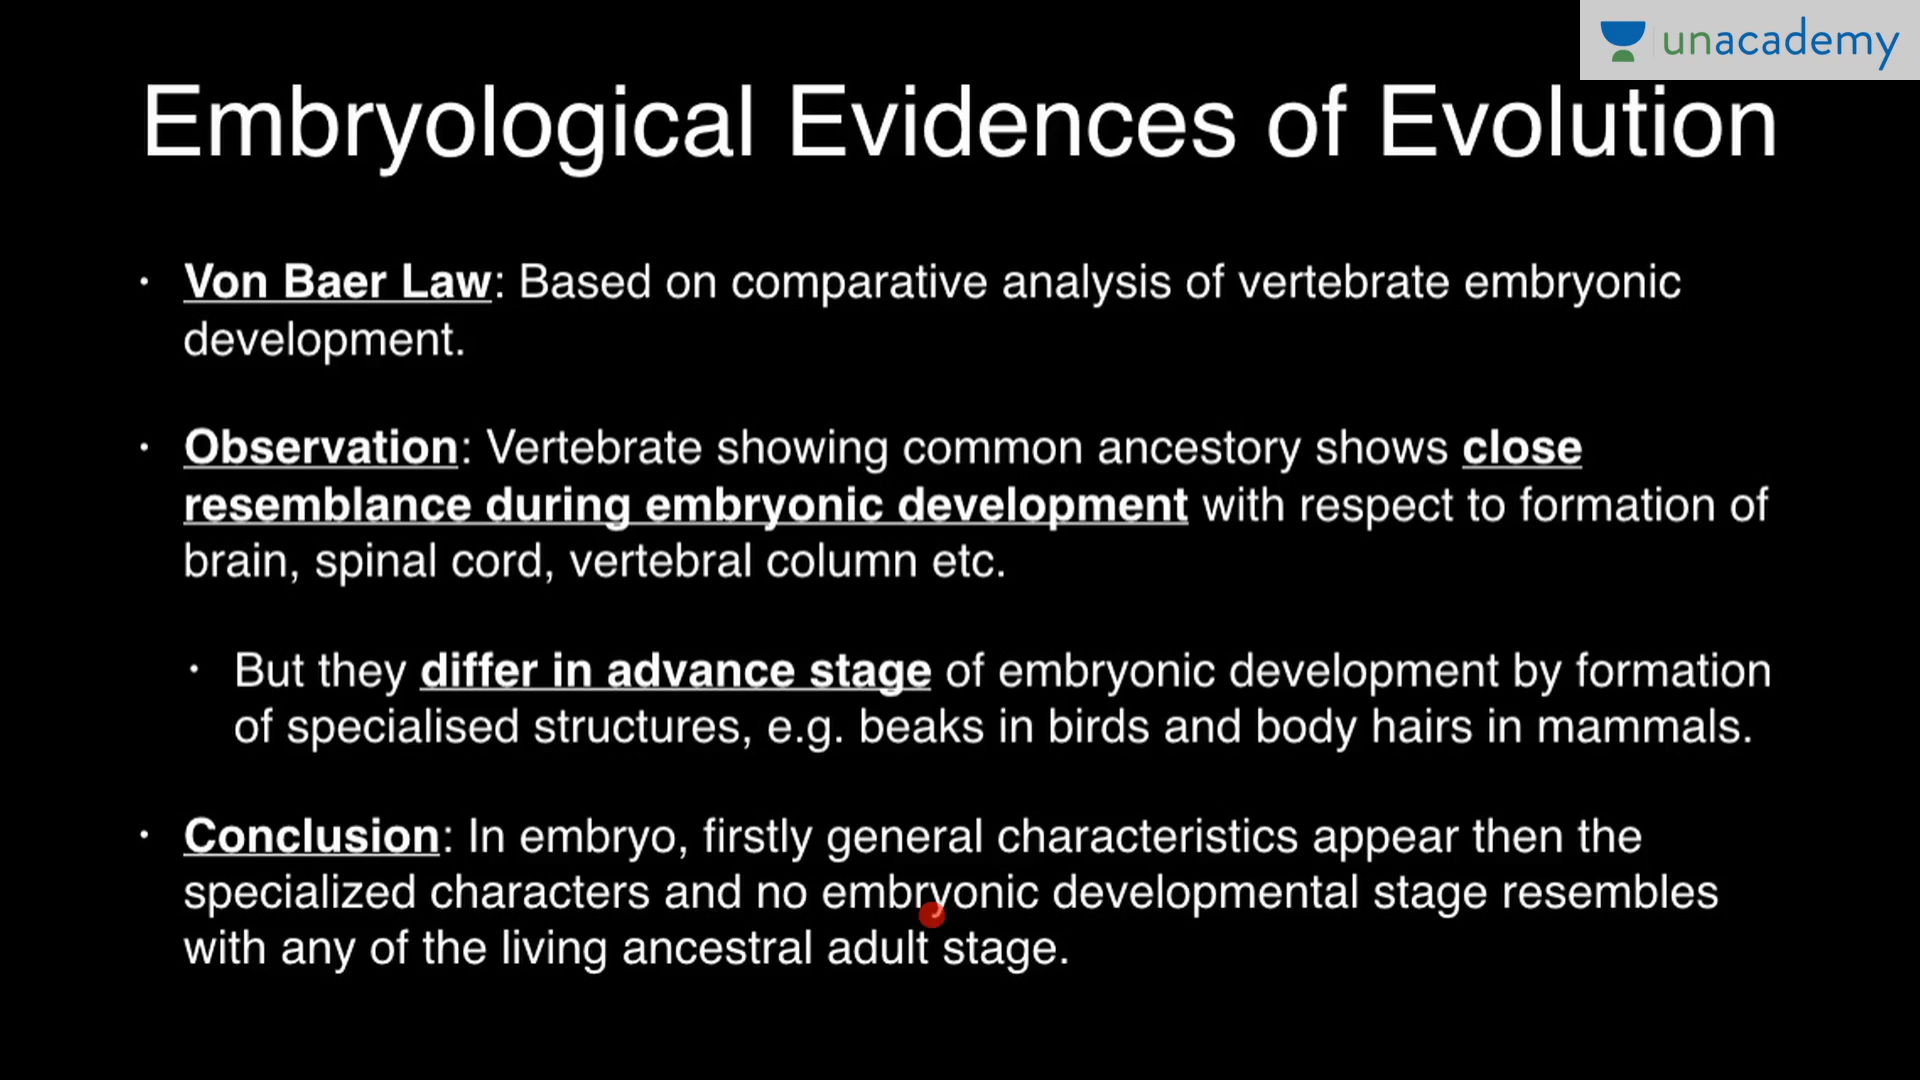 unacademy
Embryological Evidences of Evolution
• Von Baer Law: Based on comparative analysis of vertebrate embryonic
development.
• Observation: Vertebrate showing common ancestory shows close
resemblance during embryonic development with respect to formation of
brain, spinal cord, vertebral column etc.
• But they differ in advance stage of embryonic development by formation
of specialised structures, e.g. beaks in birds and body hairs in mammals.
• Conclusion: In embryo, firstly general characteristics appear then the
specialized characters and no embryonic developmental stage resembles
with any of the living ancestral adult stage.